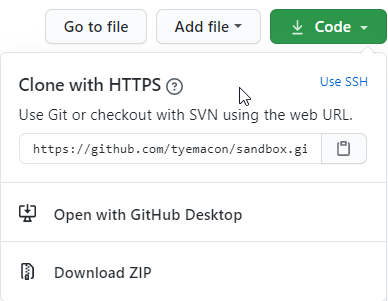 Go to file Add file Code
Clone with HTTPS ? Use SSH
Use Git or checkout with SVN using the web URL.
https://github.com/tyemacon/sandbox.gi
Open with GitHub Desktop
Download ZIP